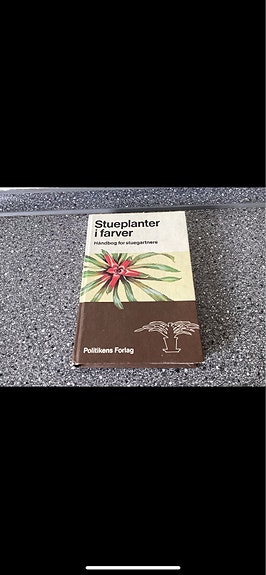 Stueplanter
i farver
Håndbog for stuegartnere
Politikens Forlag